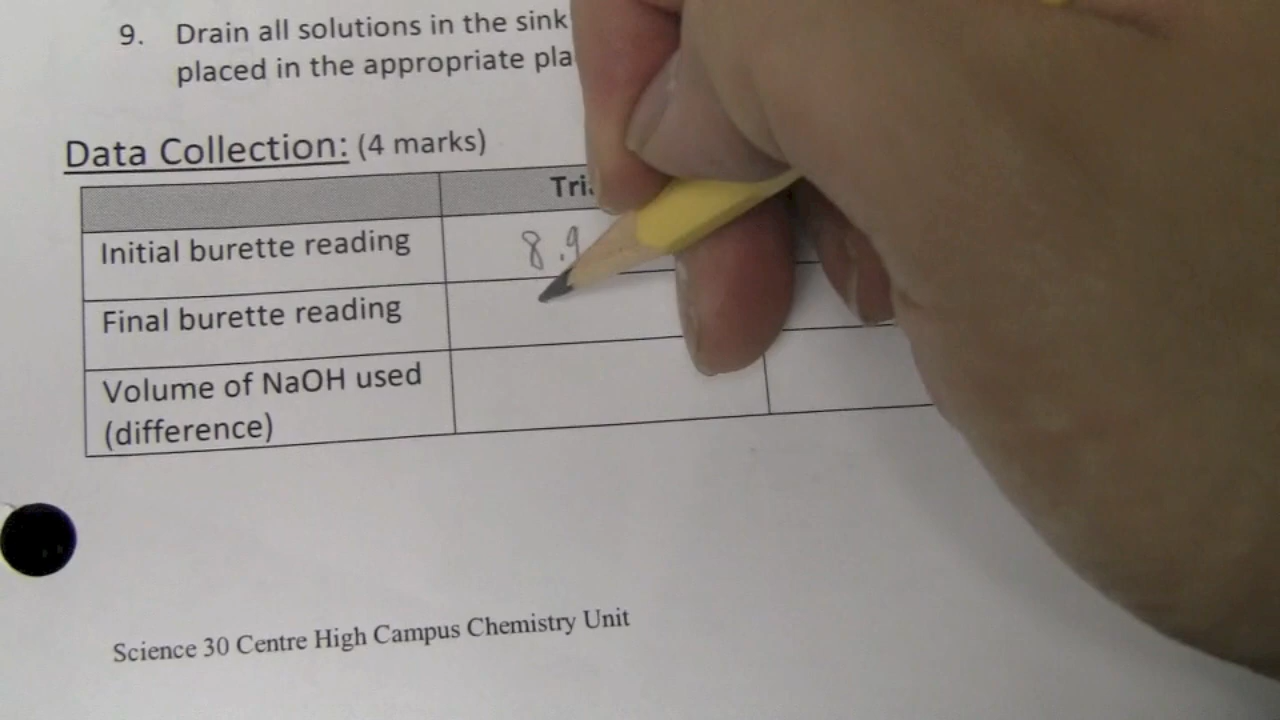 9. Drain all solutions in the sink
placed in the appropriate
Data Collection: (4 marks)
Initial burette reading 8.9
Final burette reading
Volume of NaOH used
(difference)
Science 30 Centre High Campus Chemistry Unit